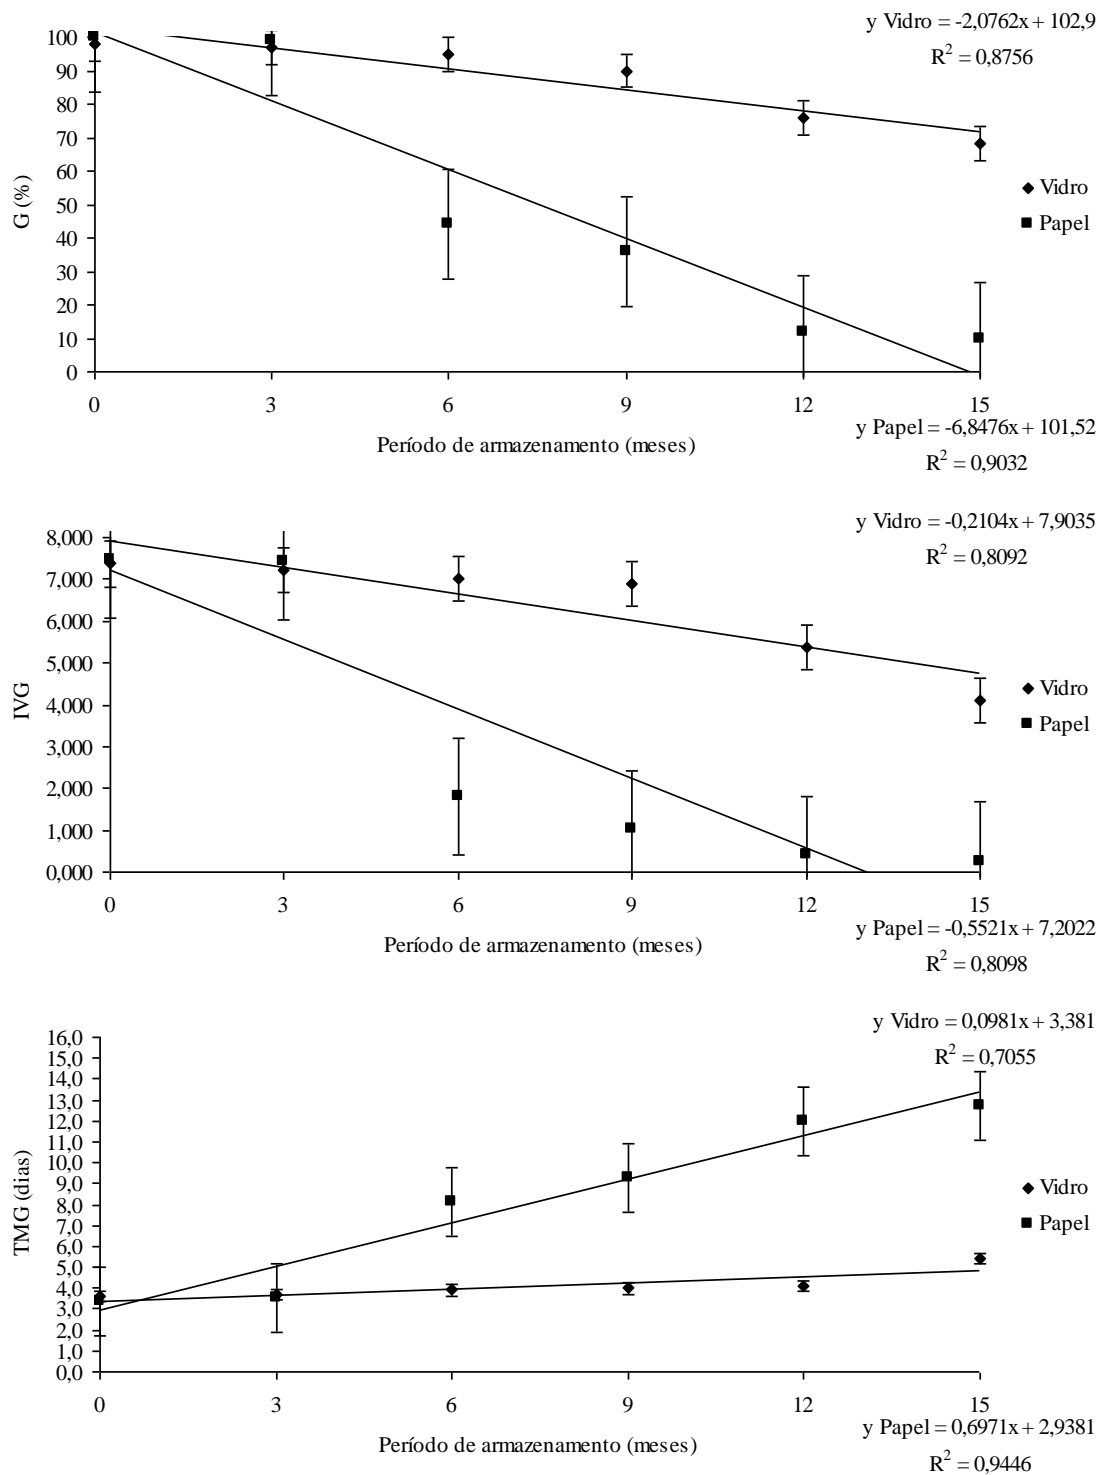 y Vidro = -2,0762x + 102,9
R² = 0,8756
100
90
80
70
60
50
40
30
20
10
0
G (%)
Vidro
Papel
0 3 6 9 12 15
Período de armazenamento (meses)
y Papel = -6,8476x + 101,52
R² = 0,9032
y Vidro = -0,2104x + 7,9035
R² = 0,8092
8,000
7,000
6,000
5,000
4,000
3,000
2,000
1,000
0,000
IVG
Vidro
Papel
0 3 6 9 12 15
Período de armazenamento (meses)
y Papel = -0,5521x + 7,2022
R² = 0,8098
y Vidro = 0,0981x + 3,381
R² = 0,7055
16,0
15,0
14,0
13,0
12,0
11,0
10,0
9,0
8,0
7,0
6,0
5,0
4,0
3,0
2,0
1,0
0,0
TMG (dias)
Vidro
Papel
0 3 6 9 12 15
Período de armazenamento (meses)
y Papel = 0,6971x + 2,9381
R² = 0,9446